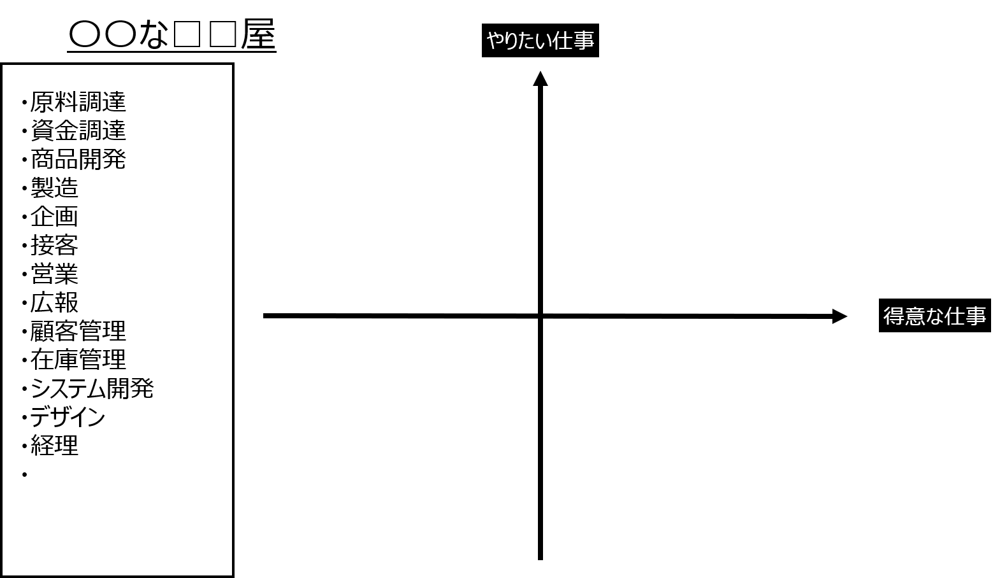 〇〇な□□屋
やりたい仕事
・原料調達
・資金調達
・商品開発
・製造
・企画
・接客
・営業
・広報
・顧客管理
・在庫管理
・システム開発
・デザイン
・経理
・
得意な仕事